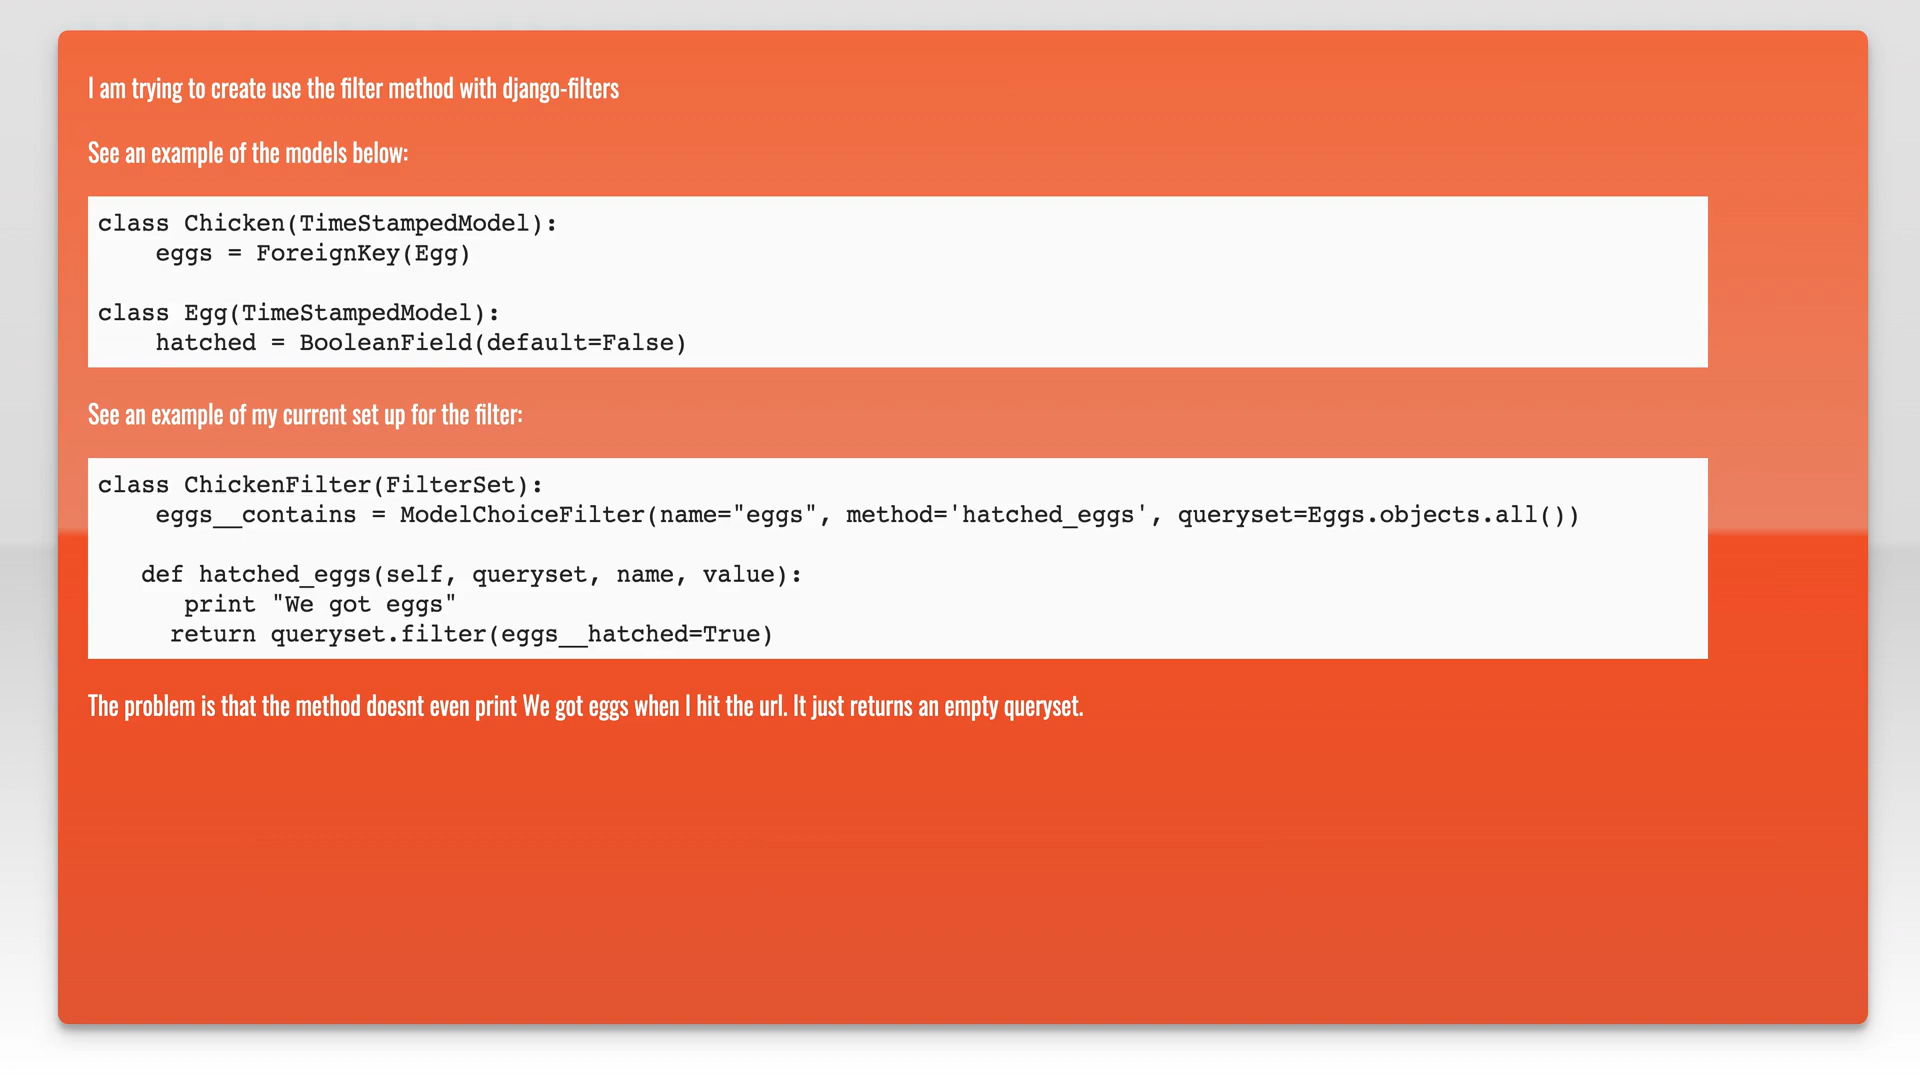 I am trying to create use the filter method with django-filters
See an example of the models below:
class Chicken(TimeStampedModel):
    eggs = ForeignKey(Egg)
class Egg(TimeStampedModel):
    hatched = BooleanField(default=False)
See an example of my current set up for the filter:
class ChickenFilter(FilterSet):
    eggs__contains = ModelChoiceFilter(name="eggs", method='hatched_eggs', queryset=Eggs.objects.all())
   def hatched_eggs(self, queryset, name, value):
      print "We got eggs"
     return queryset.filter(eggs__hatched=True)
The problem is that the method doesnt even print We got eggs when I hit the url. It just returns an empty queryset.